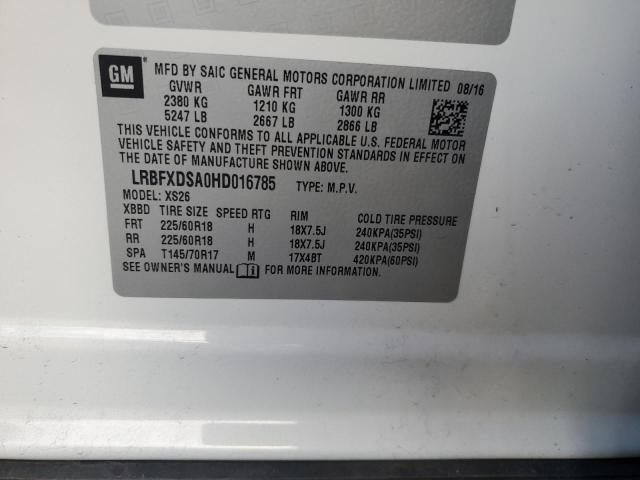 GM
MFD BY SAIC GENERAL MOTORS CORPORATION LIMITED 08/16
GVWR GAWR FRT GAWR RR
2380 KG 1210 KG 1300 KG
5247 LB 2667 LB 2866 LB
THIS VEHICLE CONFORMS TO ALL APPLICABLE U.S. FEDERAL MOTOR
VEHICLE SAFETY AND THEFT PREVENTION STANDARDS IN EFFECT ON
THE DATE OF MANUFACTURE SHOWN ABOVE.
LRBFXDSA0HD016785 TYPE: M.P.V.
MODEL: XS26
XBBD TIRE SIZE SPEED RTG RIM COLD TIRE PRESSURE
FRT 225/60R18 H 18X7.5J 240KPA(35PSI)
RR 225/60R18 H 18X7.5J 240KPA(35PSI)
SPA T145/70R17 M 17X4BT 420KPA(60PSI)
SEE OWNER'S MANUAL FOR MORE INFORMATION.